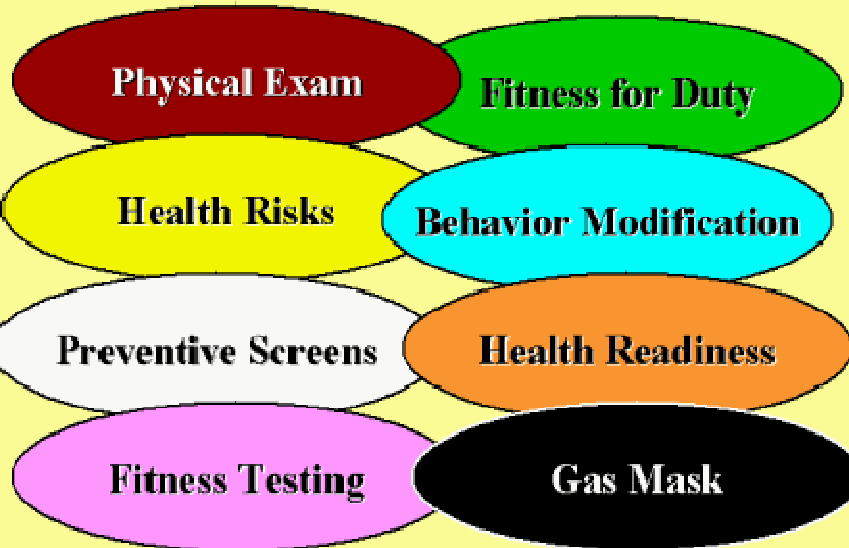 Physical Exam
Fitness for Duty
Health Risks
Behavior Modification
Preventive Screens
Health Readiness
Fitness Testing
Gas Mask